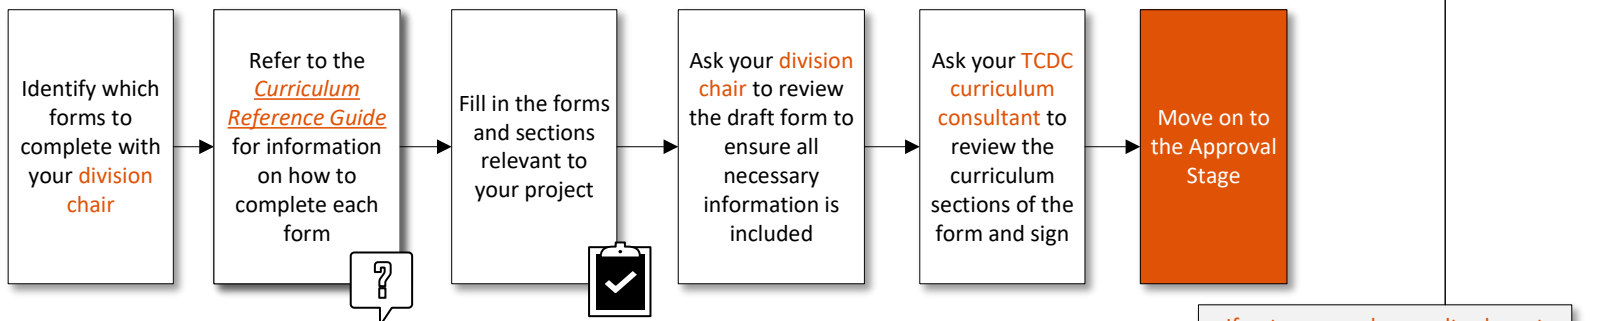 Identify which
forms to
complete with
your division
chair
Refer to the
Curriculum
Reference Guide
for information
on how to
complete each
form
?
Fill in the forms
and sections
relevant to
your project
Ask your division
chair to review
the draft form to
ensure all
necessary
information is
included
Ask your TCDC
curriculum
consultant to
review the
curriculum
sections of the
form and sign
Move on to
the Approval
Stage